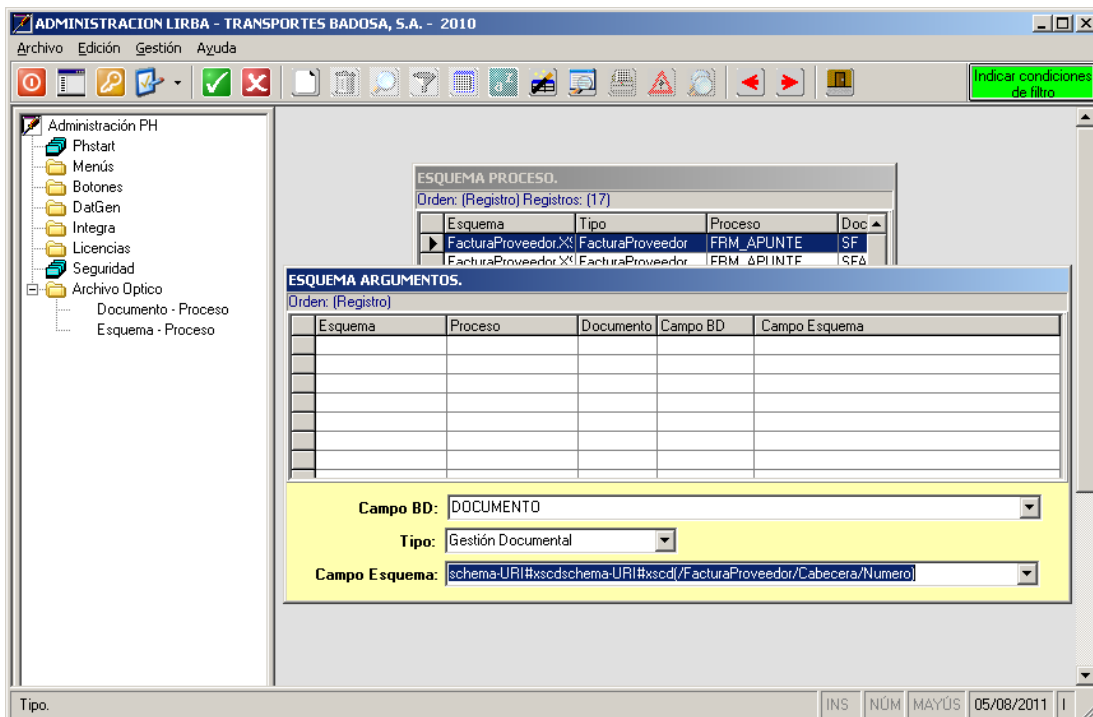 ADMINISTRACION LIRBA - TRANSPORTES BADOSA, S.A. - 2010
Archivo Edición Gestión Ayuda
Indicar condiciones
de filtro
Administración PH
Phstart
Menús
Botones
DatGen
Integra
Licencias
Seguridad
Archivo Optico
Documento - Proceso
Esquema - Proceso
ESQUEMA PROCESO.
Orden: (Registro) Registros: (17)
Esquema Tipo Proceso Doc
FacturaProveedor.XS FacturaProveedor FRM_APUNTE SF
FacturaProveedor.XS FacturaProveedor FRM_APUNTE SFA
ESQUEMA ARGUMENTOS.
Orden: (Registro)
Esquema Proceso Documento Campo BD Campo Esquema
Campo BD: DOCUMENTO
Tipo: Gestión Documental
Campo Esquema: schema-URI#xscdschema-URI#xscd(/FacturaProveedor/Cabecera/Numero)
Tipo. INS NÚM MAYÚS 05/08/2011 I